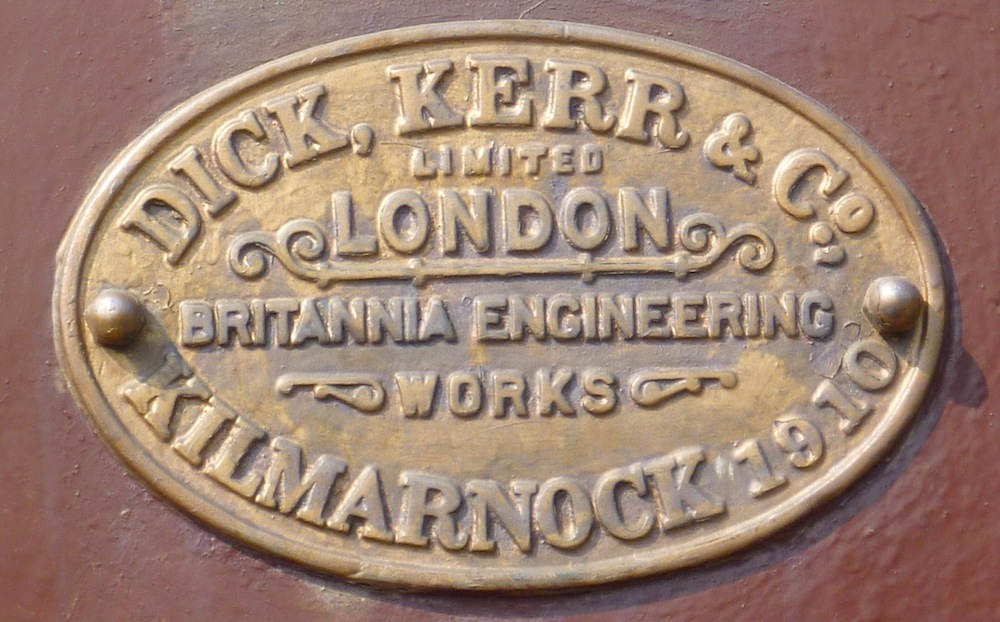 DICK, KERR & Co.
LIMITED
LONDON
BRITANNIA ENGINEERING
WORKS
KILMARNOCK 1910